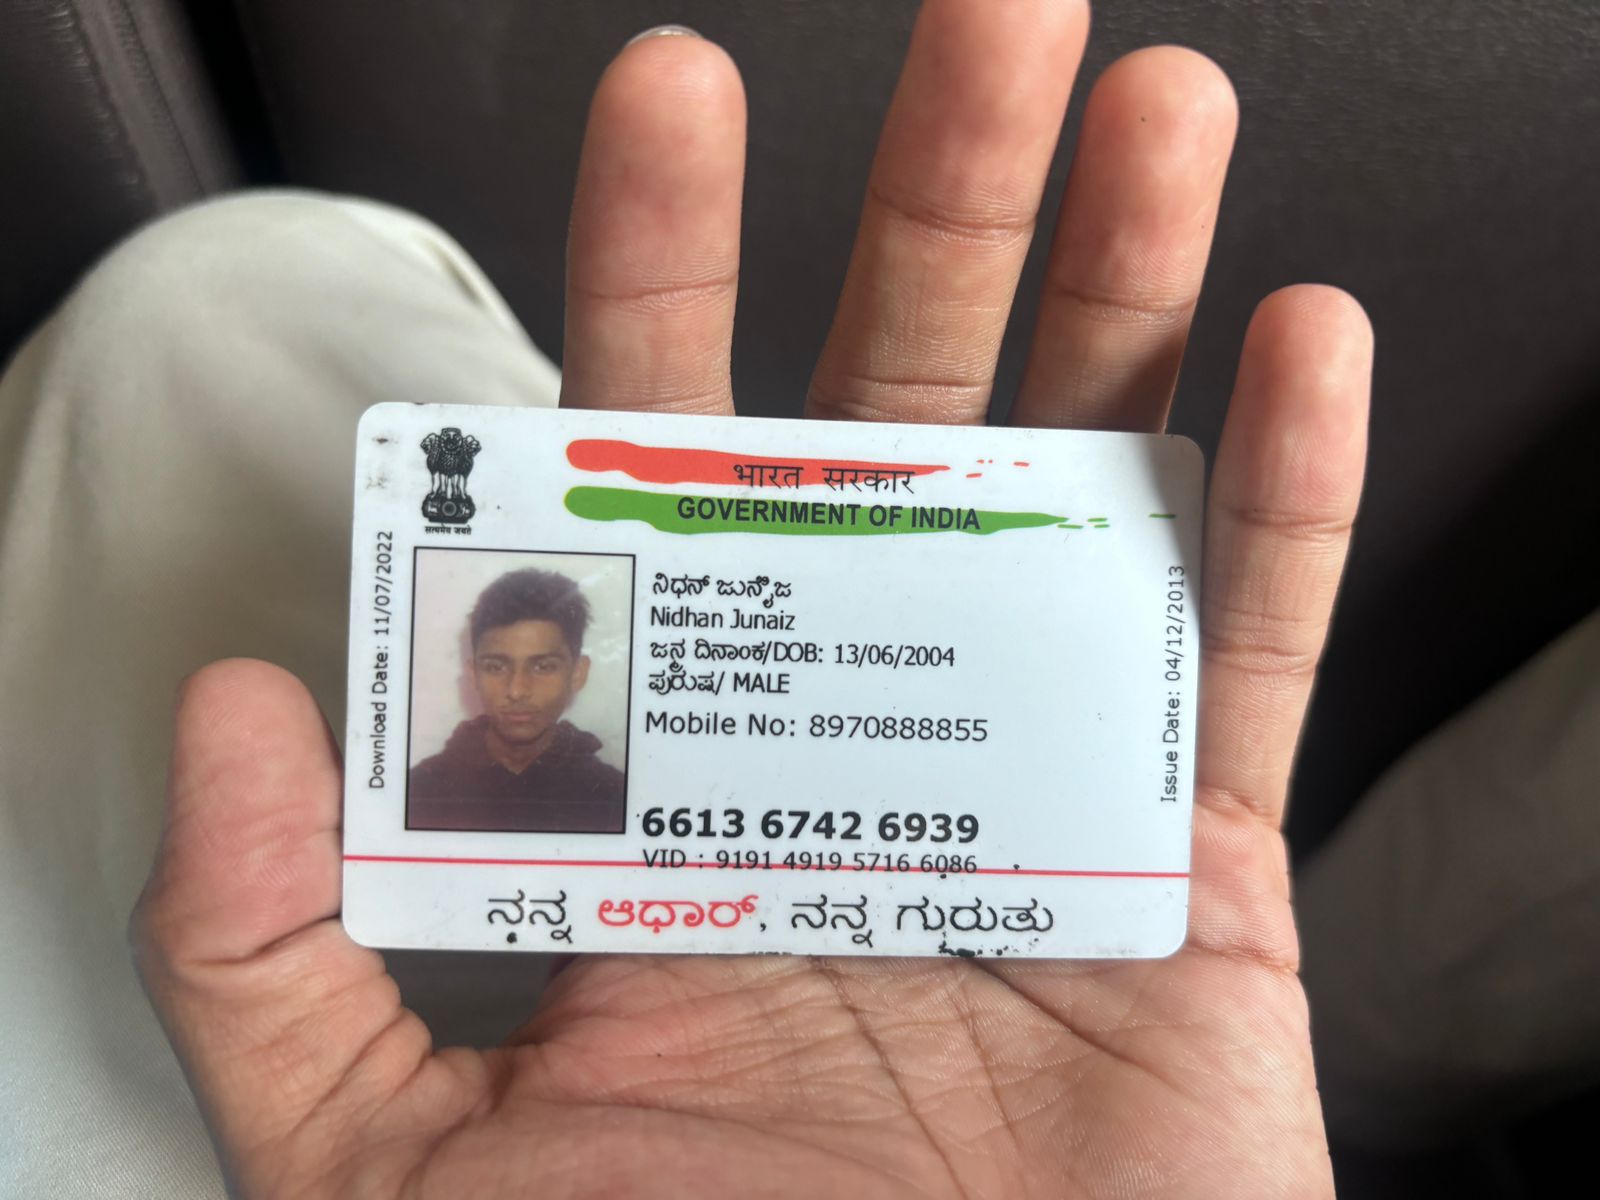 सत्यमेव जयते
भारत सरकार
GOVERNMENT OF INDIA
Download Date: 11/07/2022
ನಿಧನ್ ಜುನೈಜ
Nidhan Junaiz
ಜನ್ಮ ದಿನಾಂಕ/DOB: 13/06/2004
ಪುರುಷ/ MALE
Mobile No: 8970888855
6613 6742 6939
VID : 9191 4919 5716 6086
Issue Date: 04/12/2013
ನನ್ನ ಆಧಾರ್, ನನ್ನ ಗುರುತು